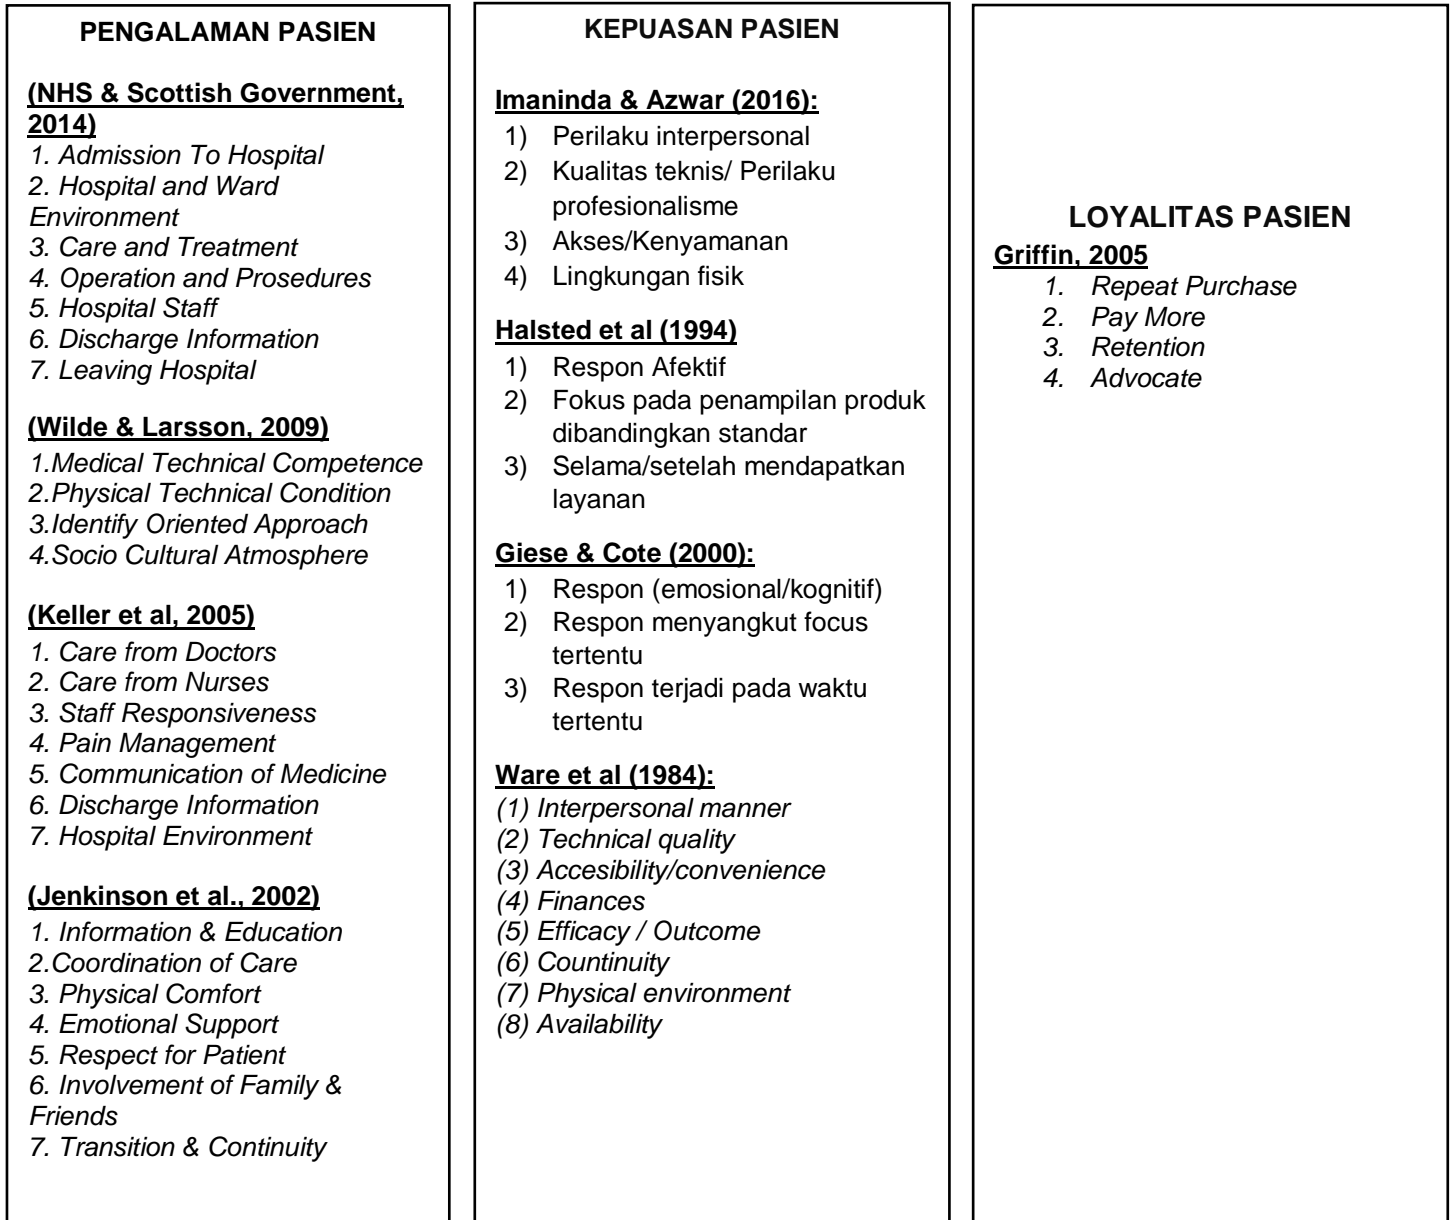 PENGALAMAN PASIEN
(NHS & Scottish Government,
2014)
1. Admission To Hospital
2. Hospital and Ward
Environment
3. Care and Treatment
4. Operation and Prosedures
5. Hospital Staff
6. Discharge Information
7. Leaving Hospital
(Wilde & Larsson, 2009)
1.Medical Technical Competence
2.Physical Technical Condition
3.Identify Oriented Approach
4.Socio Cultural Atmosphere
(Keller et al, 2005)
1. Care from Doctors
2. Care from Nurses
3. Staff Responsiveness
4. Pain Management
5. Communication of Medicine
6. Discharge Information
7. Hospital Environment
(Jenkinson et al., 2002)
1. Information & Education
2.Coordination of Care
3. Physical Comfort
4. Emotional Support
5. Respect for Patient
6. Involvement of Family &
Friends
7. Transition & Continuity
KEPUASAN PASIEN
Imaninda & Azwar (2016):
1) Perilaku interpersonal
2) Kualitas teknis/ Perilaku
profesionalisme
3) Akses/Kenyamanan
4) Lingkungan fisik
Halsted et al (1994)
1) Respon Afektif
2) Fokus pada penampilan produk
dibandingkan standar
3) Selama/setelah mendapatkan
layanan
Giese & Cote (2000):
1) Respon (emosional/kognitif)
2) Respon menyangkut focus
tertentu
3) Respon terjadi pada waktu
tertentu
Ware et al (1984):
(1) Interpersonal manner
(2) Technical quality
(3) Accesibility/convenience
(4) Finances
(5) Efficacy / Outcome
(6) Countinuity
(7) Physical environment
(8) Availability
LOYALITAS PASIEN
Griffin, 2005
1. Repeat Purchase
2. Pay More
3. Retention
4. Advocate